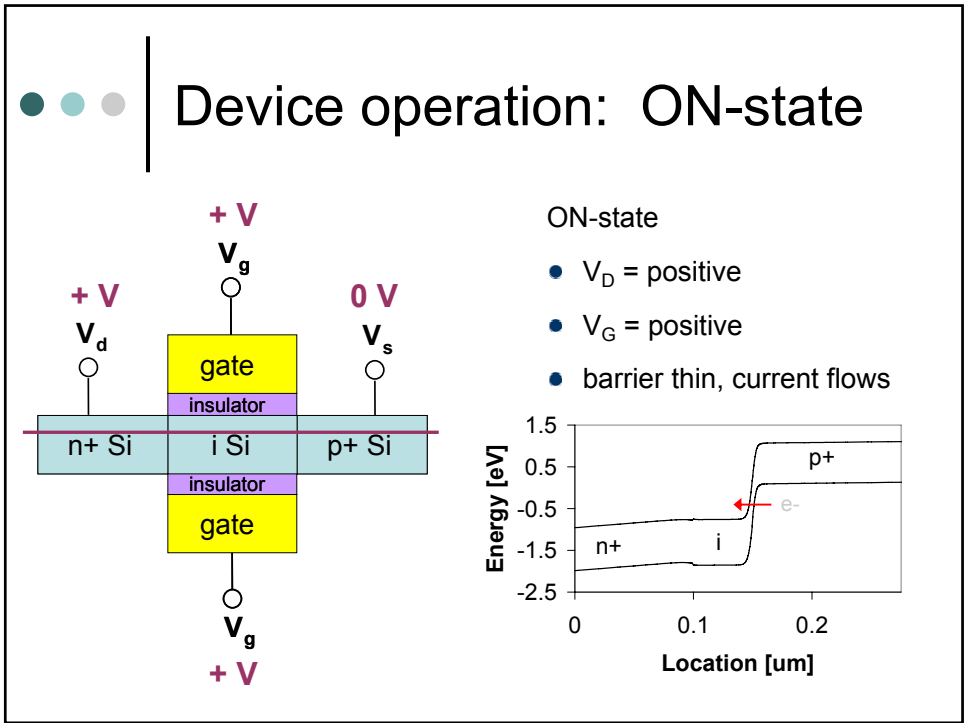 Device operation: ON-state
+ V
Vg
+ V
Vd
0 V
Vs
gate
insulator
n+ Si
i Si
p+ Si
insulator
gate
Vg
+ V
ON-state
VD = positive
VG = positive
barrier thin, current flows
Energy [eV]
1.5
0.5
-0.5
-1.5
-2.5
p+
e-
n+
i
0
0.1
0.2
Location [um]